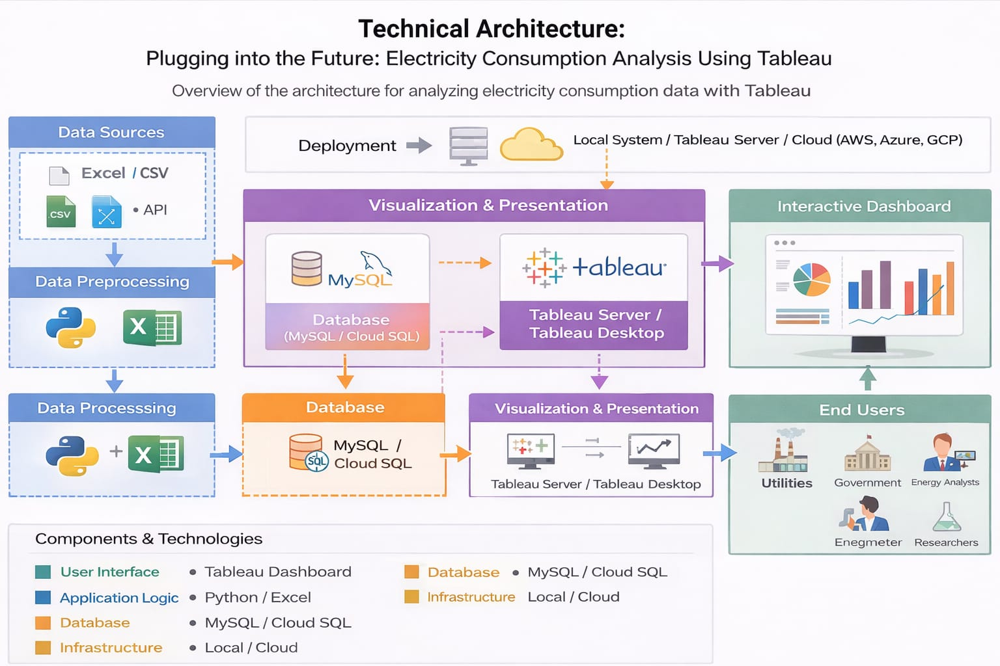 Technical Architecture:
Plugging into the Future: Electricity Consumption Analysis Using Tableau
Overview of the architecture for analyzing electricity consumption data with Tableau
Data Sources
Excel / CSV
.CSV
• API
Data Preprocessing
X
Data Processsing
+
X
Deployment
Local System / Tableau Server / Cloud (AWS, Azure, GCP)
Visualization & Presentation
MySQL
Database
(MySQL / Cloud SQL)
+ableau
Tableau Server /
Tableau Desktop
Interactive Dashboard
Database
SQL
MySQL /
Cloud SQL
Visualization & Presentation
Tableau Server / Tableau Desktop
End Users
Utilities
Government
Energy Analysts
Enegmeter
Researchers
Components & Technologies
User Interface • Tableau Dashboard
Application Logic • Python / Excel
Database • MySQL / Cloud SQL
Infrastructure • Local / Cloud
Database • MySQL / Cloud SQL
Infrastructure Local / Cloud